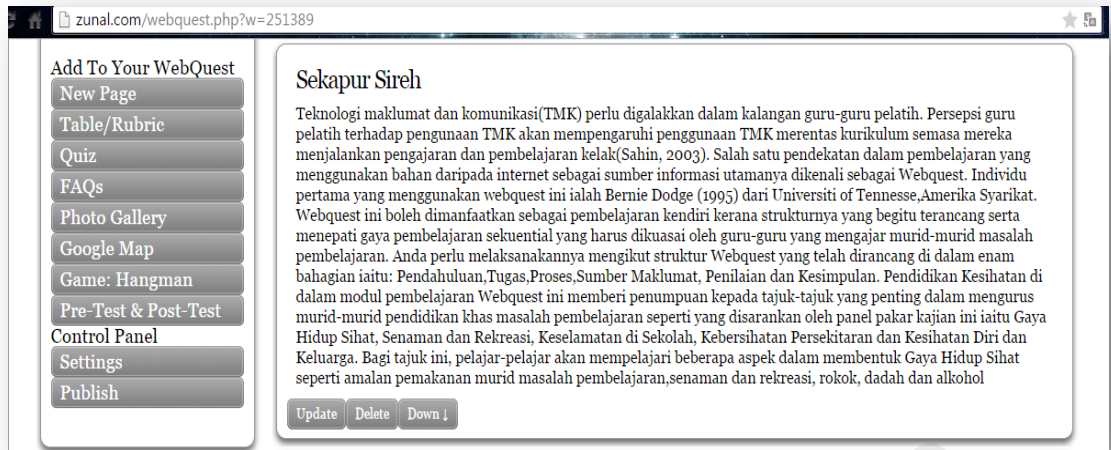 zunal.com/webquest.php?w=251389
Add To Your WebQuest
New Page
Table/Rubric
Quiz
FAQs
Photo Gallery
Google Map
Game: Hangman
Pre-Test & Post-Test
Control Panel
Settings
Publish
Sekapur Sireh
Teknologi maklumat dan komunikasi(TMK) perlu digalakkan dalam kalangan guru-guru pelatih. Persepsi guru
pelatih terhadap pengunaan TMK akan mempengaruhi penggunaan TMK merentas kurikulum semasa mereka
menjalankan pengajaran dan pembelajaran kelak(Sahin, 2003). Salah satu pendekatan dalam pembelajaran yang
menggunakan bahan daripada internet sebagai sumber informasi utamanya dikenali sebagai Webquest. Individu
pertama yang menggunakan webquest ini ialah Bernie Dodge (1995) dari Universiti of Tennesse,Amerika Syarikat.
Webquest ini boleh dimanfaatkan sebagai pembelajaran kendiri kerana strukturnya yang begitu terancang serta
menepati gaya pembelajaran sekuential yang harus dikuasai oleh guru-guru yang mengajar murid-murid masalah
pembelajaran. Anda perlu melaksanakannya mengikut struktur Webquest yang telah dirancang di dalam enam
bahagian iaitu: Pendahuluan,Tugas,Proses,Sumber Maklumat, Penilaian dan Kesimpulan. Pendidikan Kesihatan di
dalam modul pembelajaran Webquest ini memberi penumpuan kepada tajuk-tajuk yang penting dalam mengurus
murid-murid pendidikan khas masalah pembelajaran seperti yang disarankan oleh panel pakar kajian ini iaitu Gaya
Hidup Sihat, Senaman dan Rekreasi, Keselamatan di Sekolah, Kebersihatan Persekitaran dan Kesihatan Diri dan
Keluarga. Bagi tajuk ini, pelajar-pelajar akan mempelajari beberapa aspek dalam membentuk Gaya Hidup Sihat
seperti amalan pemakanan murid masalah pembelajaran,senaman dan rekreasi, rokok, dadah dan alkohol
Update Delete Down ↓